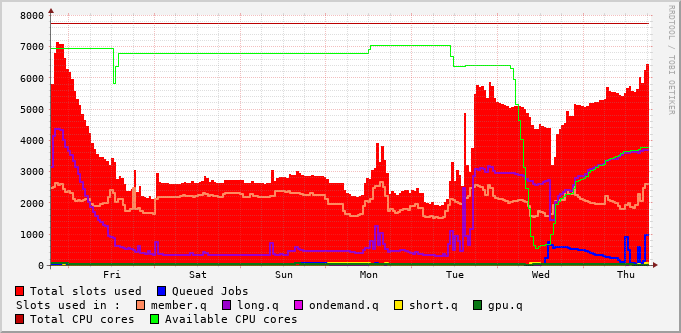 8000
7000
6000
5000
4000
3000
2000
1000
0
Fri Sat Sun Mon Tue Wed Thu
RRDTOOL / TOBI OETIKER
Total slots used Queued Jobs
Slots used in : member.q long.q ondemand.q short.q gpu.q
Total CPU cores Available CPU cores